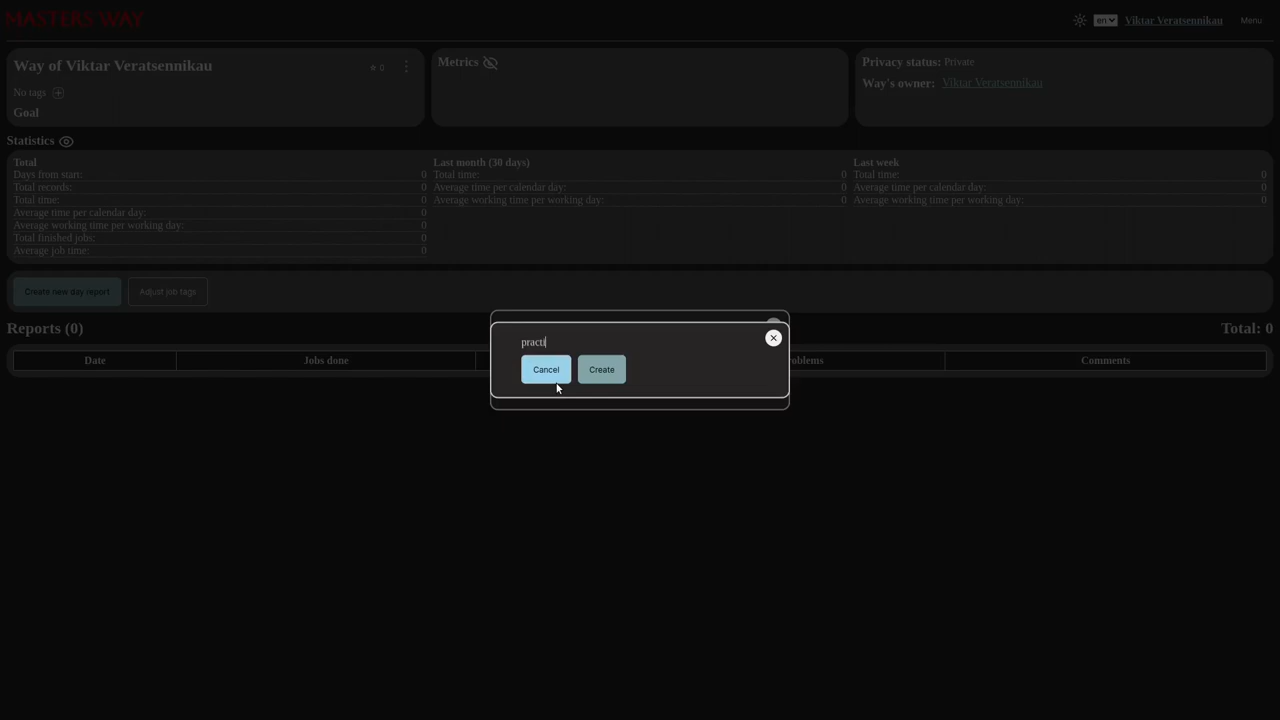 MASTERS WAY
en Viktar Veratsennikau Menu
Way of Viktar Veratsennikau 0
No tags
Goal
Metrics
Privacy status: Private
Way's owner: Viktar Veratsennikau
Statistics
Total
Days from start: 0
Total records: 0
Total time: 0
Average time per calendar day: 0
Average working time per working day: 0
Total finished jobs: 0
Average job time: 0
Last month (30 days)
Total time: 0
Average time per calendar day: 0
Average working time per working day: 0
Last week
Total time: 0
Average time per calendar day: 0
Average working time per working day: 0
Create new day report Adjust job tags
Reports (0) Total: 0
Date Jobs done oblems Comments
practi
Cancel Create